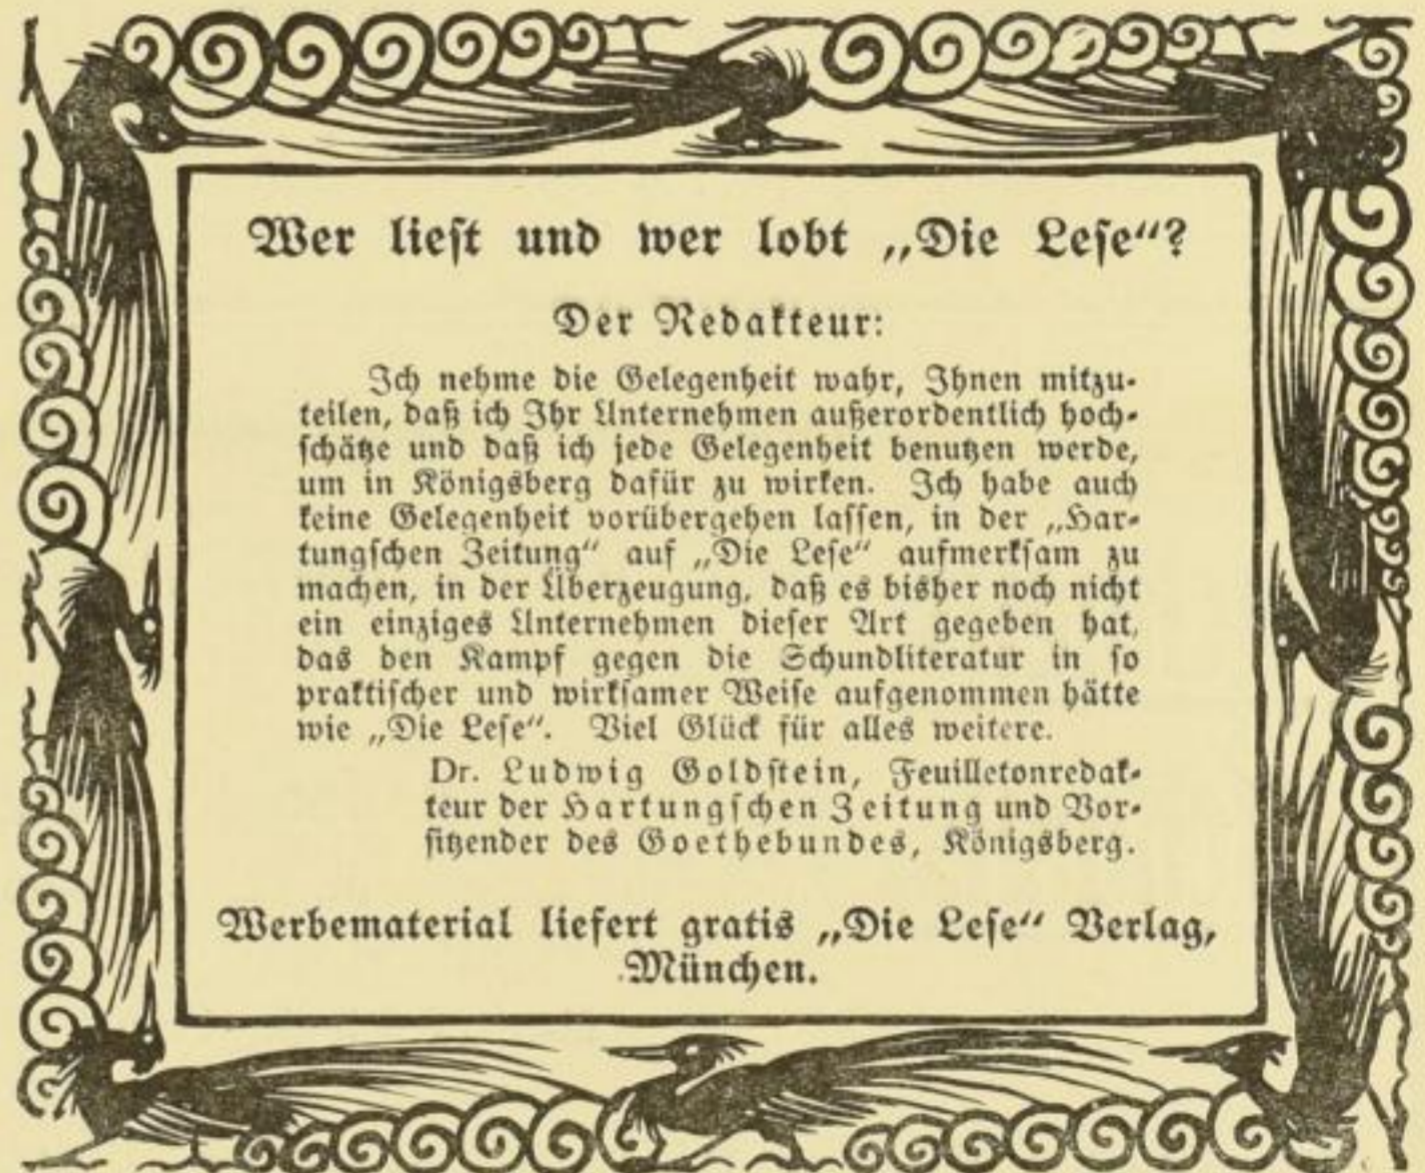 Wer liest und wer lobt „Die Lese“?
Der Redakteur:
Ich nehme die Gelegenheit wahr, Ihnen mitzu-
teilen, daß ich Ihr Unternehmen außerordentlich hoch-
schätze und daß ich jede Gelegenheit benutzen werde,
um in Königsberg dafür zu wirken. Ich habe auch
keine Gelegenheit vorübergehen lassen, in der „Har-
tungschen Zeitung“ auf „Die Lese“ aufmerksam zu
machen, in der Überzeugung, daß es bisher noch nicht
ein einziges Unternehmen dieser Art gegeben hat,
das den Kampf gegen die Schundliteratur in so
praktischer und wirksamer Weise aufgenommen hätte
wie „Die Lese“. Viel Glück für alles weitere.
Dr. Ludwig Goldstein, Feuilletonredak-
teur der Hartungschen Zeitung und Vor-
sitzender des Goethebundes, Königsberg.
Werbematerial liefert gratis „Die Lese“ Verlag,
München.